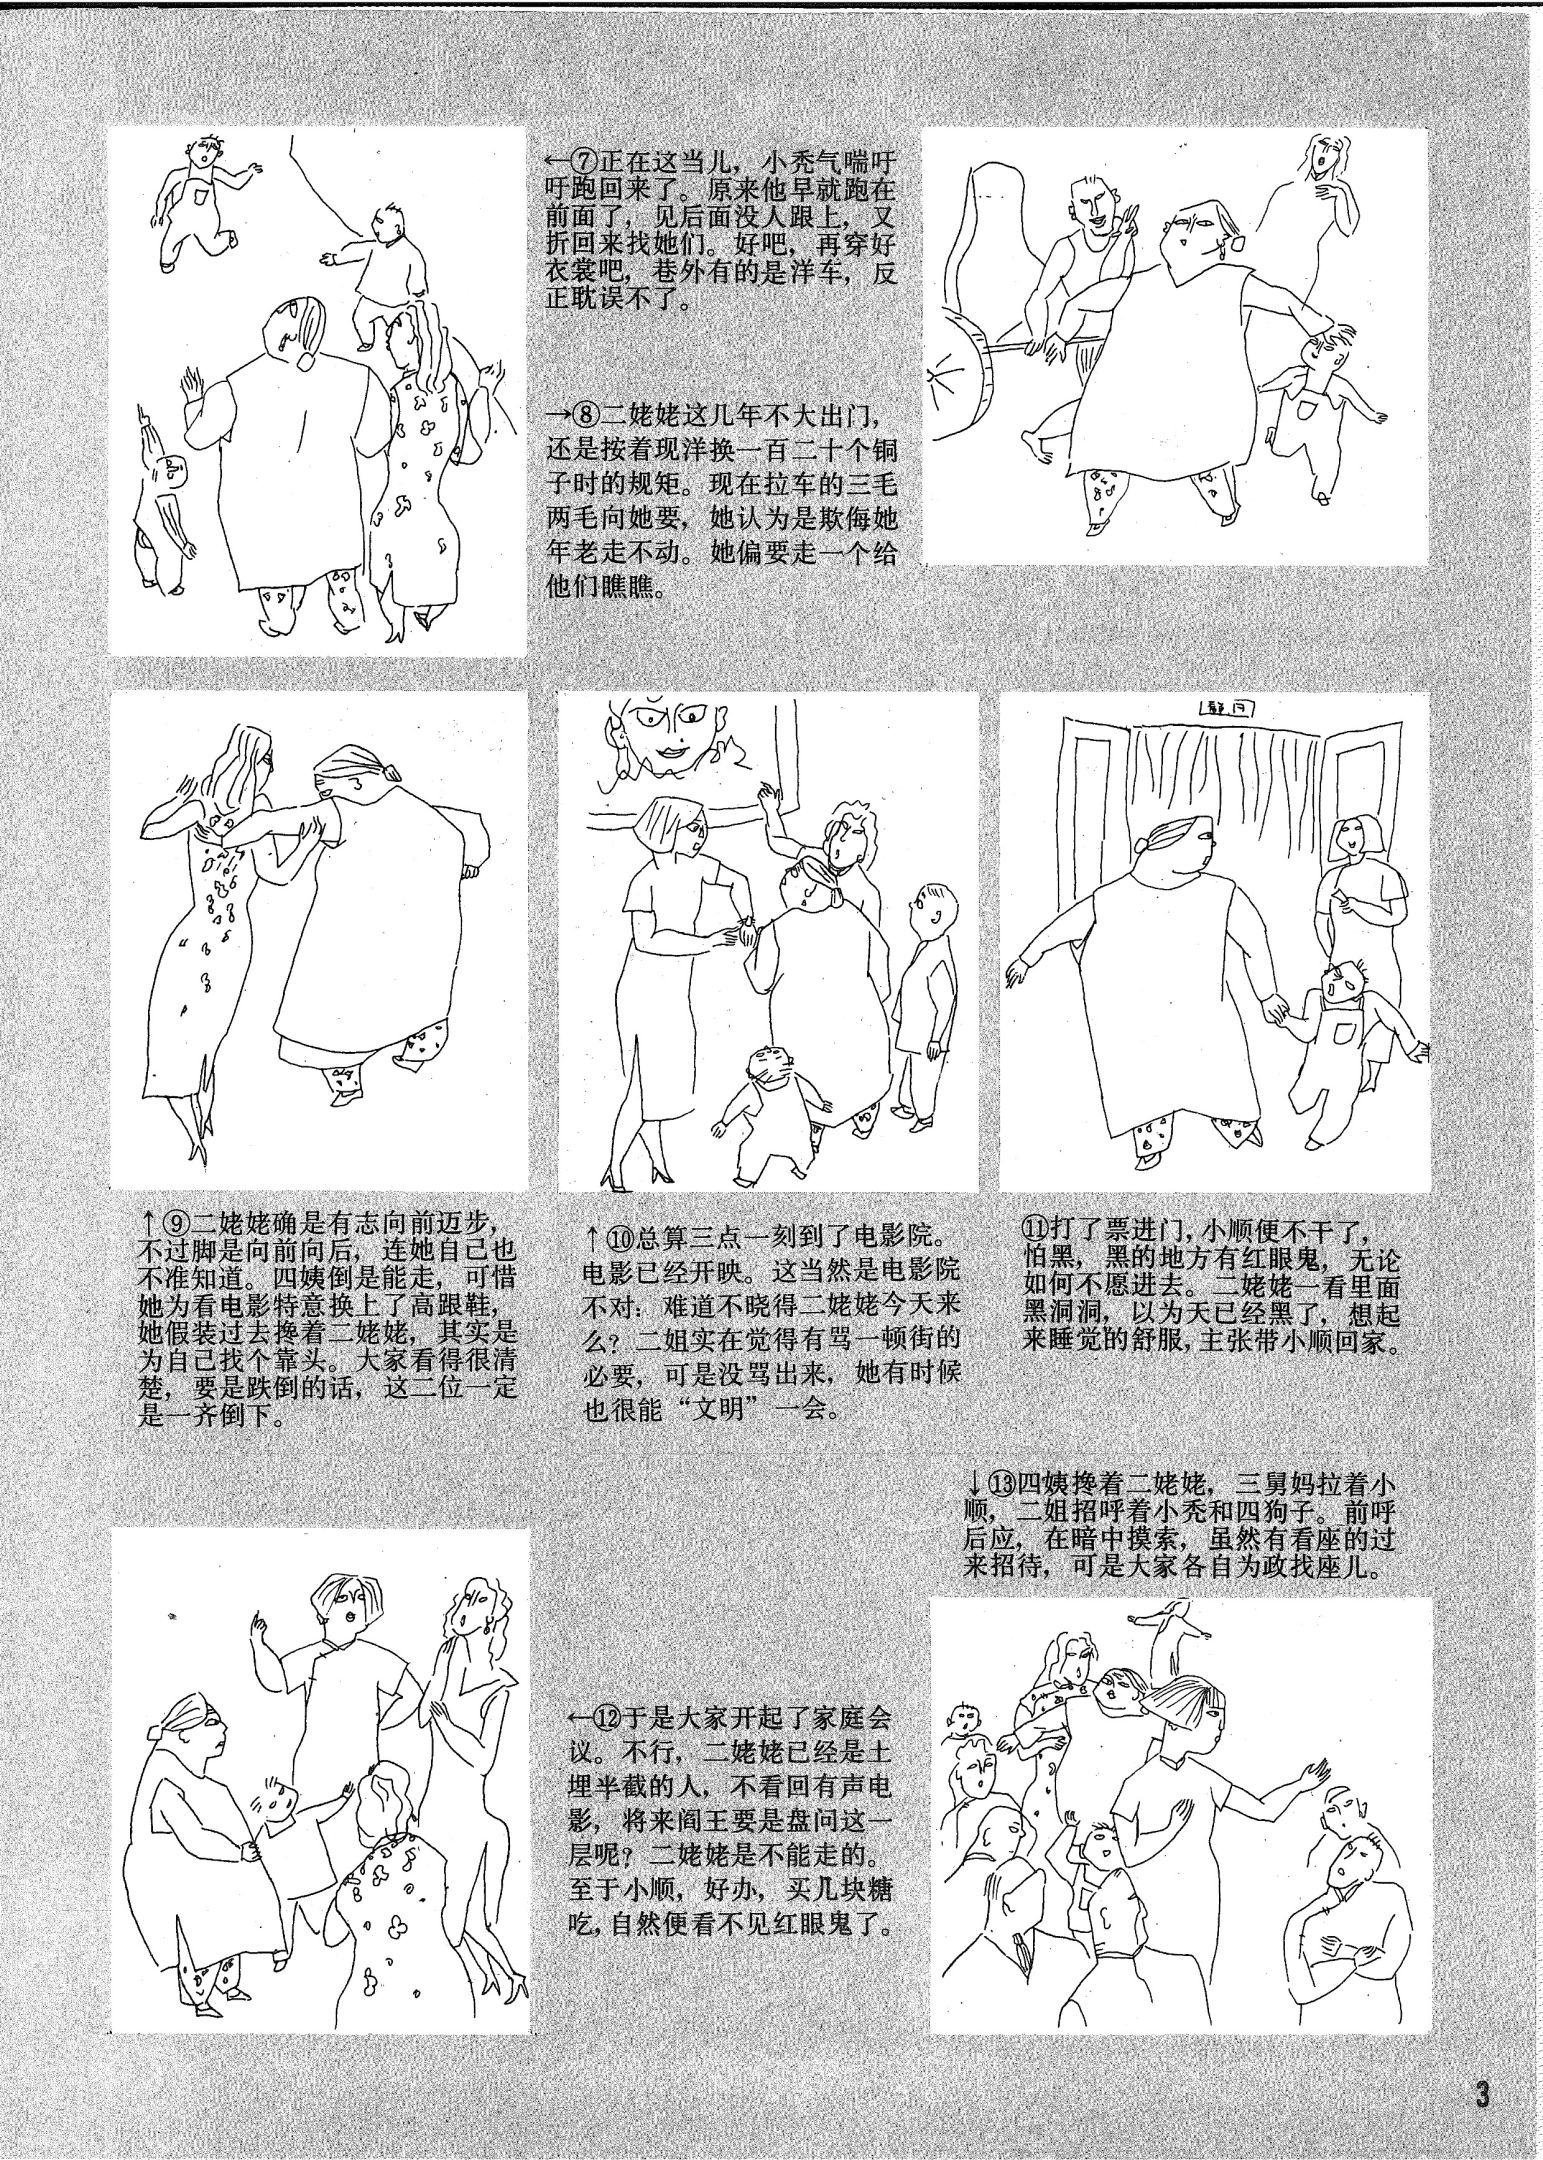 ←⑦正在这当儿，小秃气喘吁
吁跑回来了。原来他早就跑在
前面了，见后面没人跟上，又
折回来找她们。好吧，再穿好
衣裳吧，巷外有的是洋车，反
正耽误不了。
→⑧二姥姥这几年不大出门，
还是按着现洋换一百二十个铜
子时的规矩。现在拉车的三毛
两毛向她要，她认为是欺侮她
年老走不动。她偏要走一个给
他们瞧瞧。
↑⑨二姥姥确是有志向前迈步，
不过脚是向前向后，连她自己也
不准知道。四姨倒是能走，可惜
她为看电影特意换上了高跟鞋，
她假装过去搀着二姥姥，其实是
为自己找个靠头。大家看得很清
楚，要是跌倒的话，这二位一定
是一齐倒下。
↑⑩总算三点一刻到了电影院。
电影已经开映。这当然是电影院
不对：难道不晓得二姥姥今天来
么？二姐实在觉得有骂一顿街的
必要，可是没骂出来，她有时候
也很能“文明”一会。
⑪打了票进门，小顺便不干了，
怕黑，黑的地方有红眼鬼，无论
如何不愿进去。二姥姥一看里面
黑洞洞，以为天已经黑了，想起
来睡觉的舒服，主张带小顺回家。
←⑫于是大家开起了家庭会
议。不行，二姥姥已经是土
埋半截的人，不看回有声电
影，将来阎王要是盘问这一
层呢？二姥姥是不能走的。
至于小顺，好办，买几块糖
吃，自然便看不见红眼鬼了。
↓⑬四姨搀着二姥姥，三舅妈拉着小
顺，二姐招呼着小秃和四狗子。前呼
后应，在暗中摸索，虽然有看座的过
来招待，可是大家各自为政找座儿。
3